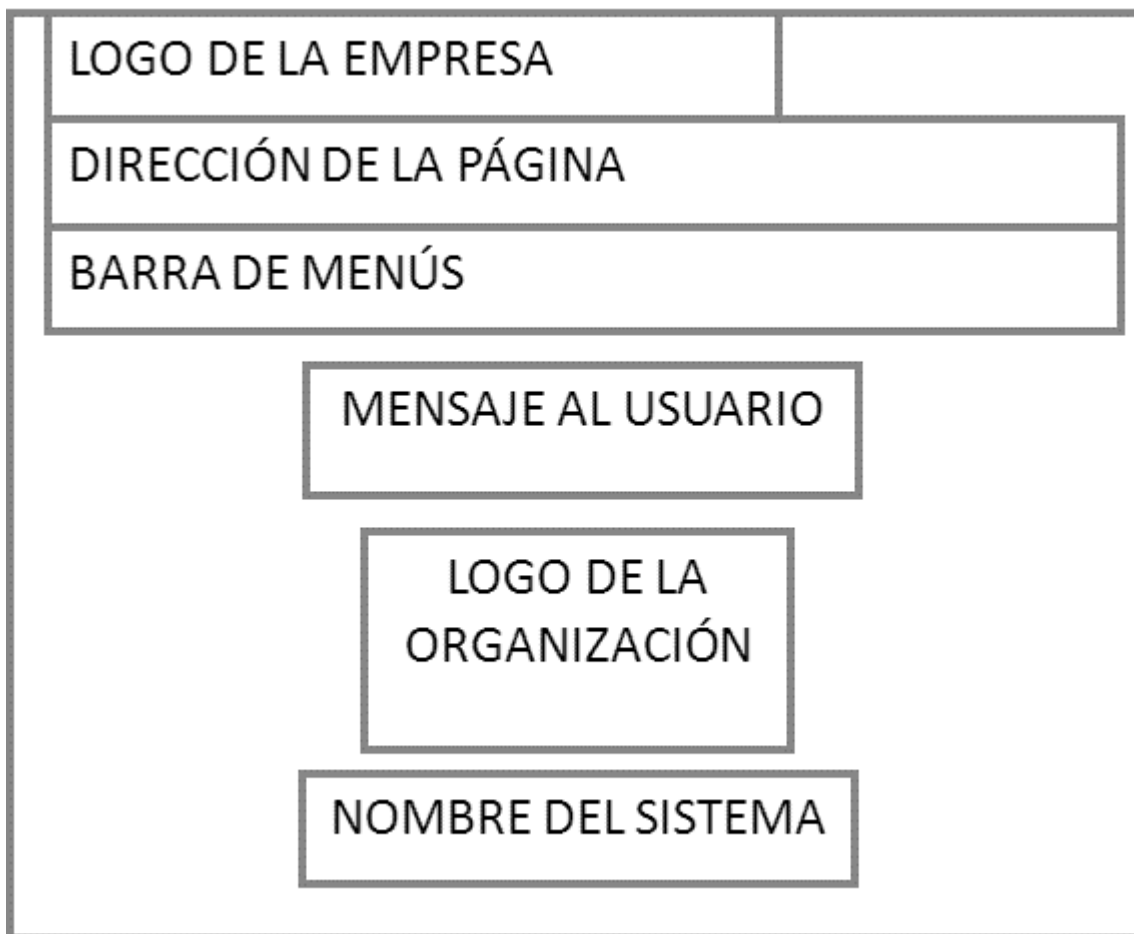 LOGO DE LA EMPRESA
DIRECCIÓN DE LA PÁGINA
BARRA DE MENÚS
MENSAJE AL USUARIO
LOGO DE LA
ORGANIZACIÓN
NOMBRE DEL SISTEMA